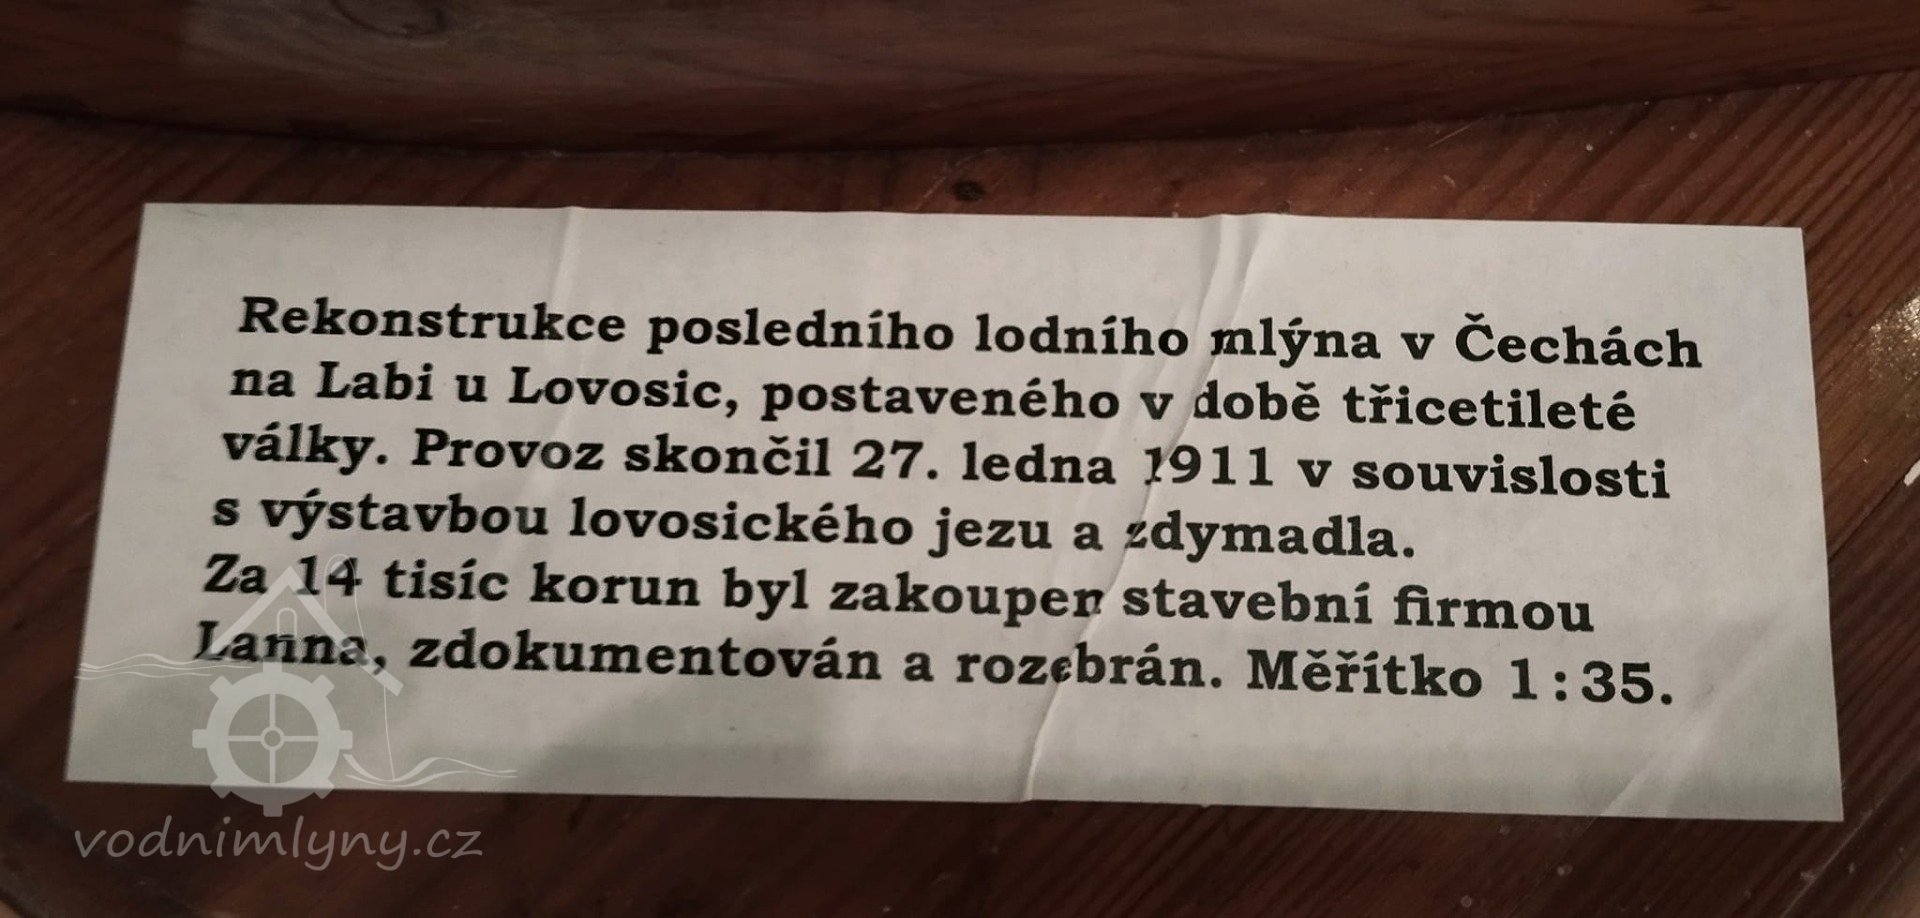 Rekonstrukce posledního lodního mlýna v Čechách
na Labi u Lovosic, postaveného v době třicetileté
války. Provoz skončil 27. ledna 1911 v souvislosti
s výstavbou lovosického jezu a zdymadla.
Za 14 tisíc korun byl zakoupen stavební firmou
Lanna, zdokumentován a rozebrán. Měřítko 1 : 35.
vodnimlyny.cz